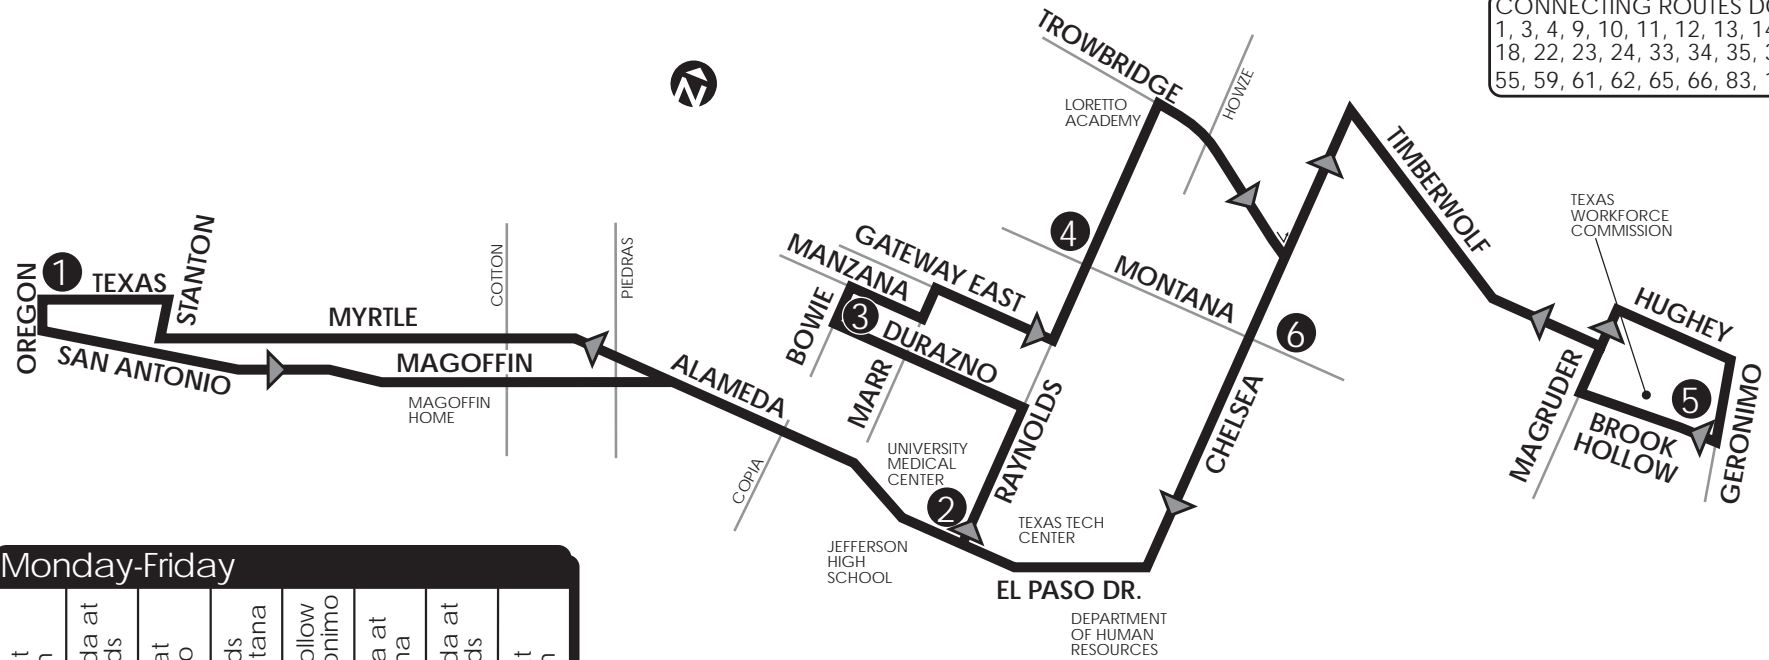 CONNECTING ROUTES
1, 3, 4, 9, 10, 11, 12, 13,
18, 22, 23, 24, 33, 34, 35,
55, 59, 61, 62, 65, 66, 83,
N
TROWBRIDGE
HOWZE
LORETTO
ACADEMY
TIMBERWOLF
TEXAS
WORKFORCE
COMMISSION
4
GATEWAY EAST
MANZANA
MONTANA
STANTON
1
TEXAS
OREGON
COTTON
PIEDRAS
MYRTLE
BOWIE
3
DURAZNO
6
HUGHEY
SAN ANTONIO
MAGOFFIN
ALAMEDA
MARR
MAGOFFIN
HOME
RAYNOLDS
CHELSEA
MAGRUDER
5
BROOK
HOLLOW
GERONIMO
COPIA
UNIVERSITY
MEDICAL
CENTER
2
TEXAS TECH
CENTER
JEFFERSON
HIGH
SCHOOL
EL PASO DR.
DEPARTMENT
OF HUMAN
RESOURCES
Monday-Friday